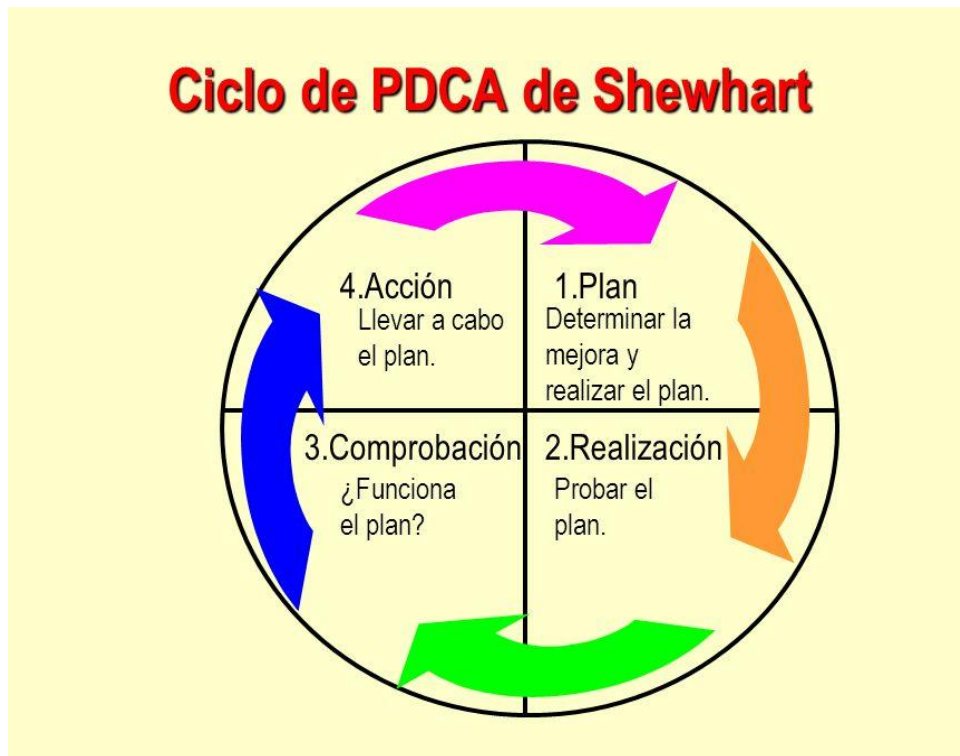 Ciclo de PDCA de Shewhart
4.Acción
Llevar a cabo
el plan.
1.Plan
Determinar la
mejora y
realizar el plan.
3.Comprobación
¿Funciona
el plan?
2.Realización
Probar el
plan.